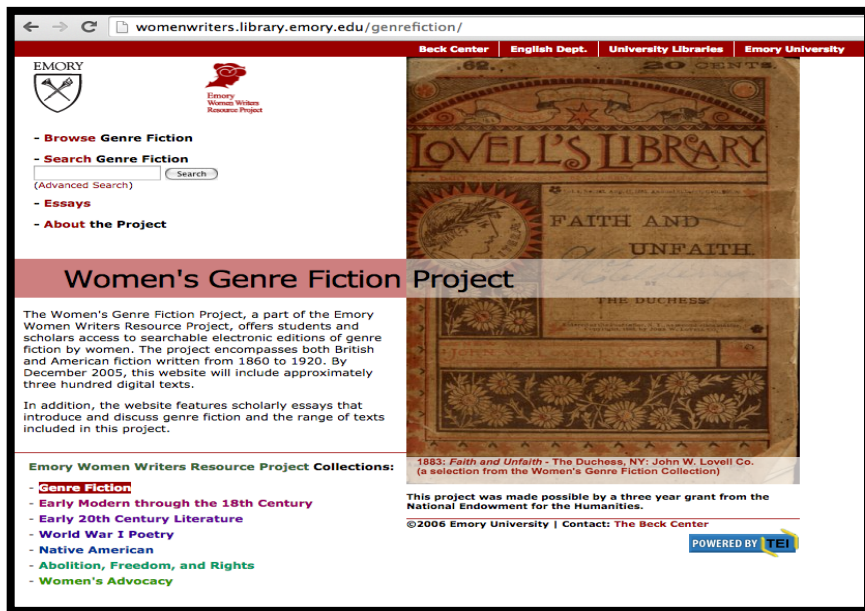 womenwriters.library.emory.edu/genrefiction/
Beck Center English Dept. University Libraries Emory University
EMORY
Emory
Women Writers
Resource Project
- Browse Genre Fiction
- Search Genre Fiction
Search
(Advanced Search)
- Essays
- About the Project
.62. 20 CENTS.
LOVELL'S LIBRARY
FAITH AND
UNFAITH.
BY
THE DUCHESS
Women's Genre Fiction Project
The Women's Genre Fiction Project, a part of the Emory
Women Writers Resource Project, offers students and
scholars access to searchable electronic editions of genre
fiction by women. The project encompasses both British
and American fiction written from 1860 to 1920. By
December 2005, this website will include approximately
three hundred digital texts.
In addition, the website features scholarly essays that
introduce and discuss genre fiction and the range of texts
included in this project.
Emory Women Writers Resource Project Collections:
- Genre Fiction
- Early Modern through the 18th Century
- Early 20th Century Literature
- World War I Poetry
- Native American
- Abolition, Freedom, and Rights
- Women's Advocacy
1883: Faith and Unfaith - The Duchess, NY: John W. Lovell Co.
(a selection from the Women's Genre Fiction Collection)
This project was made possible by a three year grant from the
National Endowment for the Humanities.
©2006 Emory University | Contact: The Beck Center
POWERED BY TEI